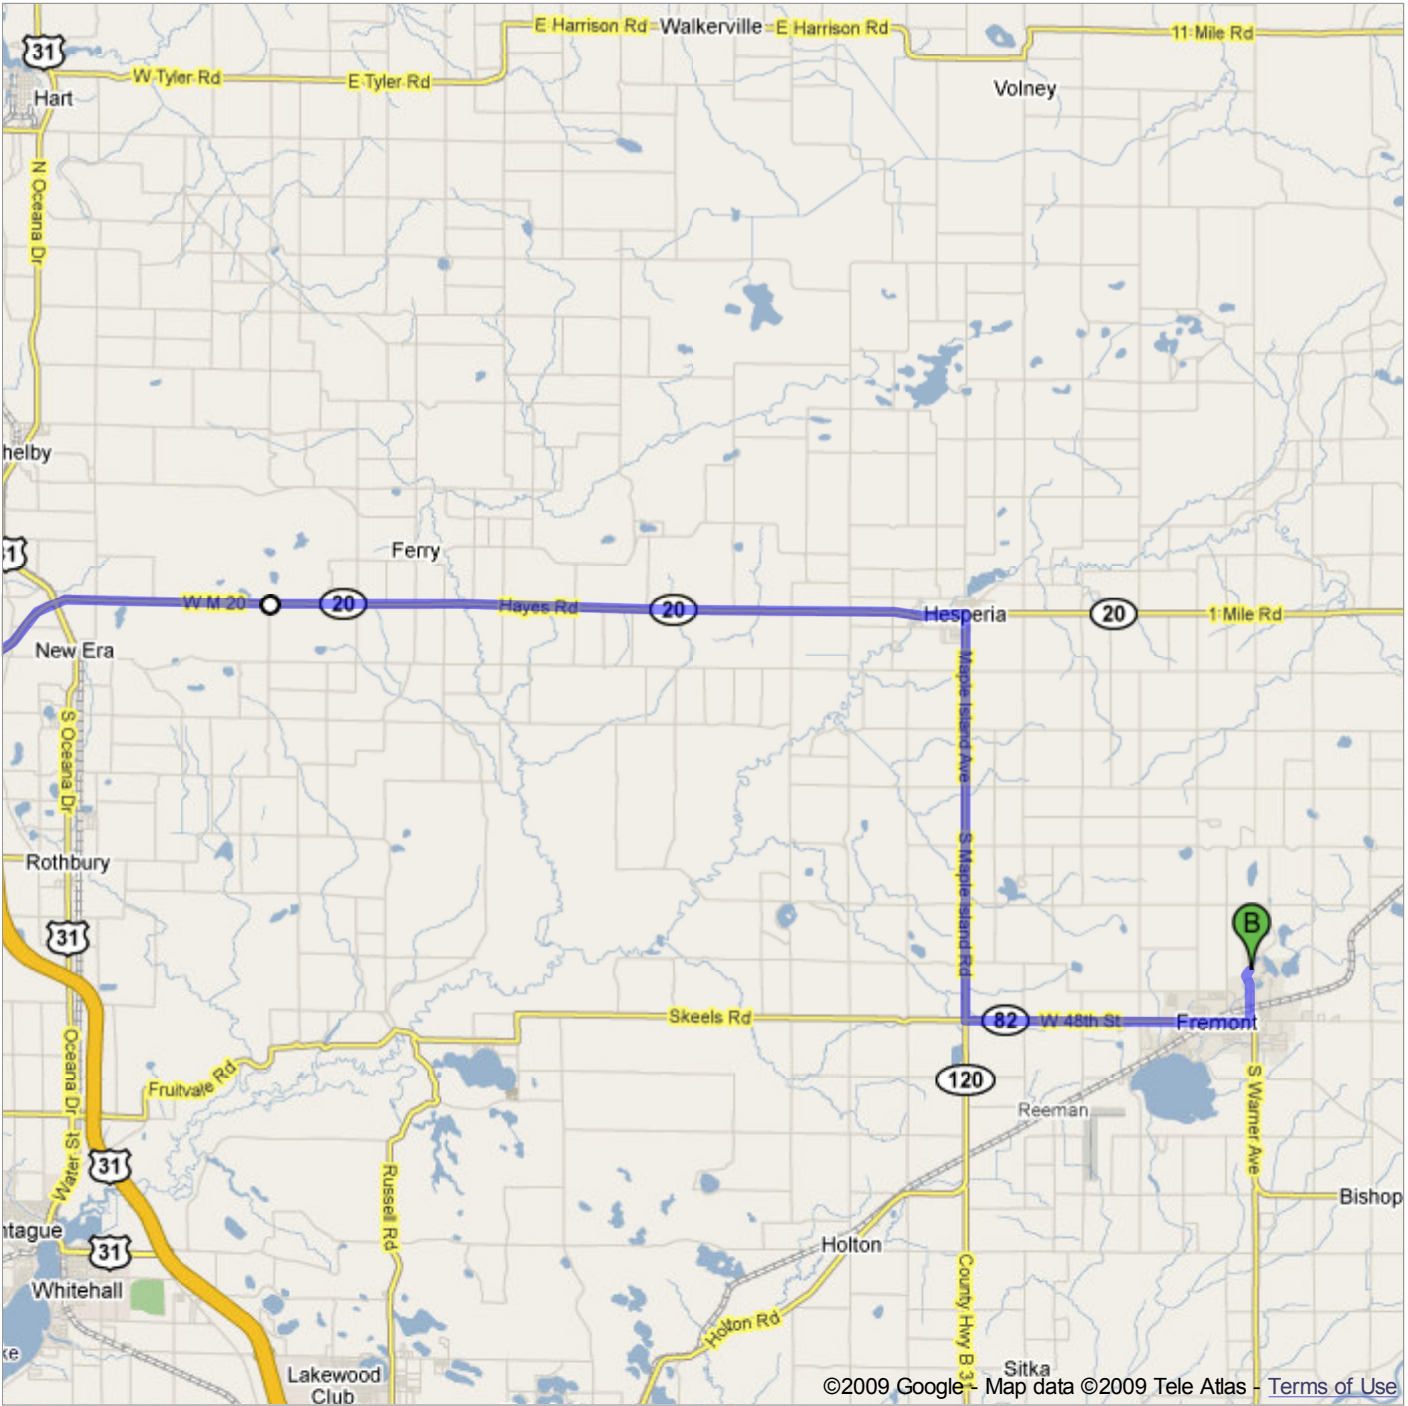 E Harrison Rd
Walkerville
E Harrison Rd
11 Mile Rd
31
W Tyler Rd
E Tyler Rd
Volney
Hart
N Oceana Dr
helby
31
Ferry
W M 20
20
Hayes Rd
20
Hesperia
20
1 Mile Rd
New Era
Maple Island Ave
S Oceana Dr
Rothbury
S Maple Island Rd
B
31
Skeels Rd
82
W 48th St
Fremont
Oceana Dr
Fruitvale Rd
120
S Warner Ave
Reeman
S Water St
31
Russell Rd
Bishop
ntague
31
Holton
Whitehall
County Hwy B 31
Holton Rd
ke
Lakewood
Club
Sitka
©2009 Google - Map data ©2009 Tele Atlas - Terms of Use